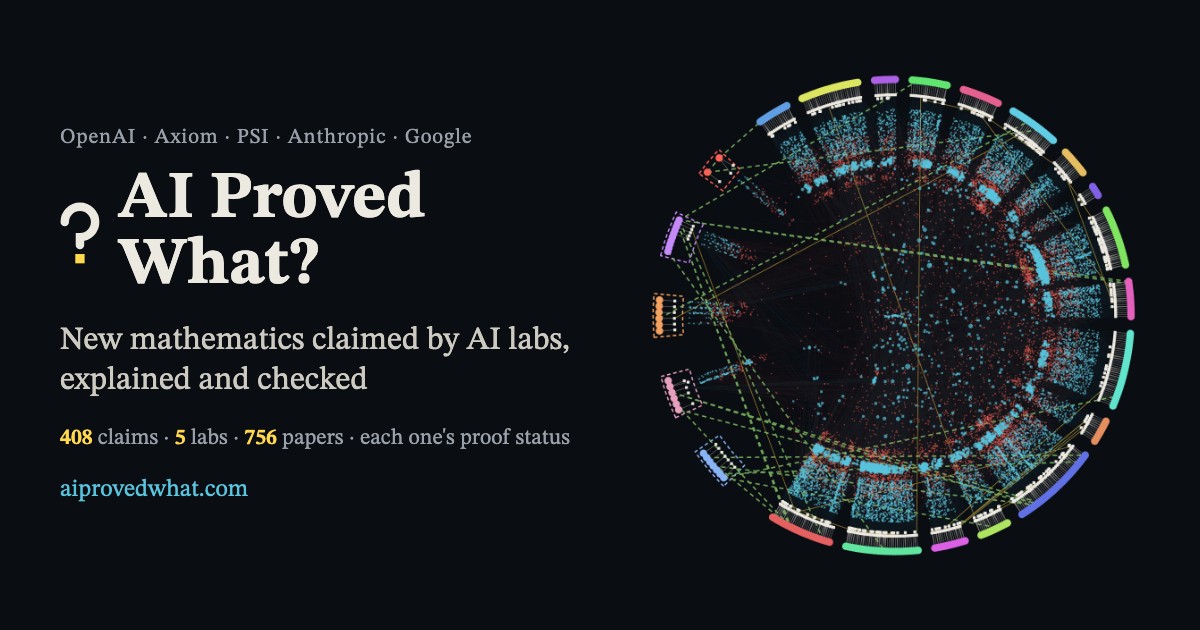 OpenAI · Axiom · PSI · Anthropic · Google
? AI Proved
What?
New mathematics claimed by AI labs,
explained and checked
408 claims · 5 labs · 756 papers · each one's proof status
aiprovedwhat.com